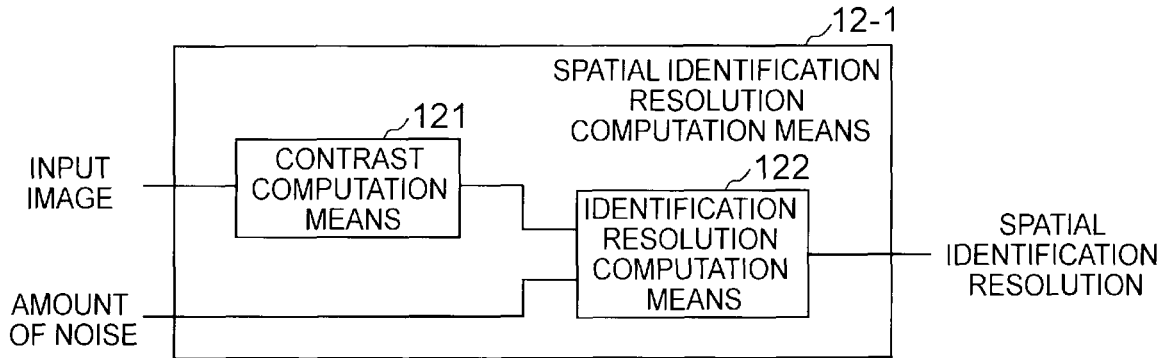 12-1
SPATIAL IDENTIFICATION
RESOLUTION
COMPUTATION MEANS
121
CONTRAST
COMPUTATION
MEANS
INPUT
IMAGE
122
IDENTIFICATION
RESOLUTION
COMPUTATION
MEANS
SPATIAL
IDENTIFICATION
RESOLUTION
AMOUNT
OF NOISE